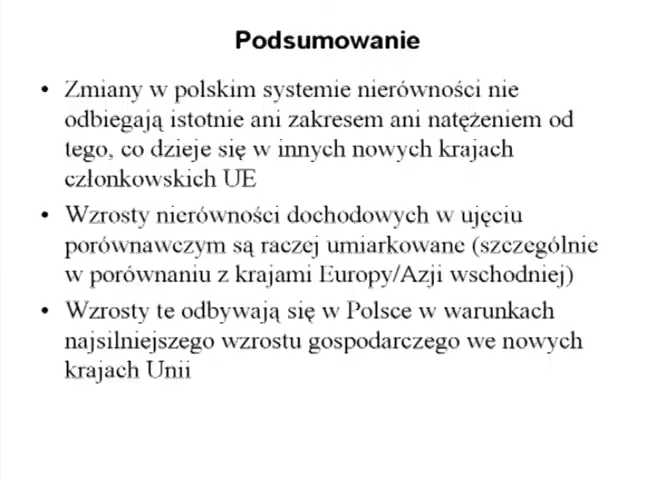 Podsumowanie
• Zmiany w polskim systemie nierówności nie
odbiegają istotnie ani zakresem ani natężeniem od
tego, co dzieje się w innych nowych krajach
członkowskich UE
• Wzrosty nierówności dochodowych w ujęciu
porównawczym są raczej umiarkowane (szczególnie
w porównaniu z krajami Europy/Azji wschodniej)
• Wzrosty te odbywają się w Polsce w warunkach
najsilniejszego wzrostu gospodarczego we nowych
krajach Unii